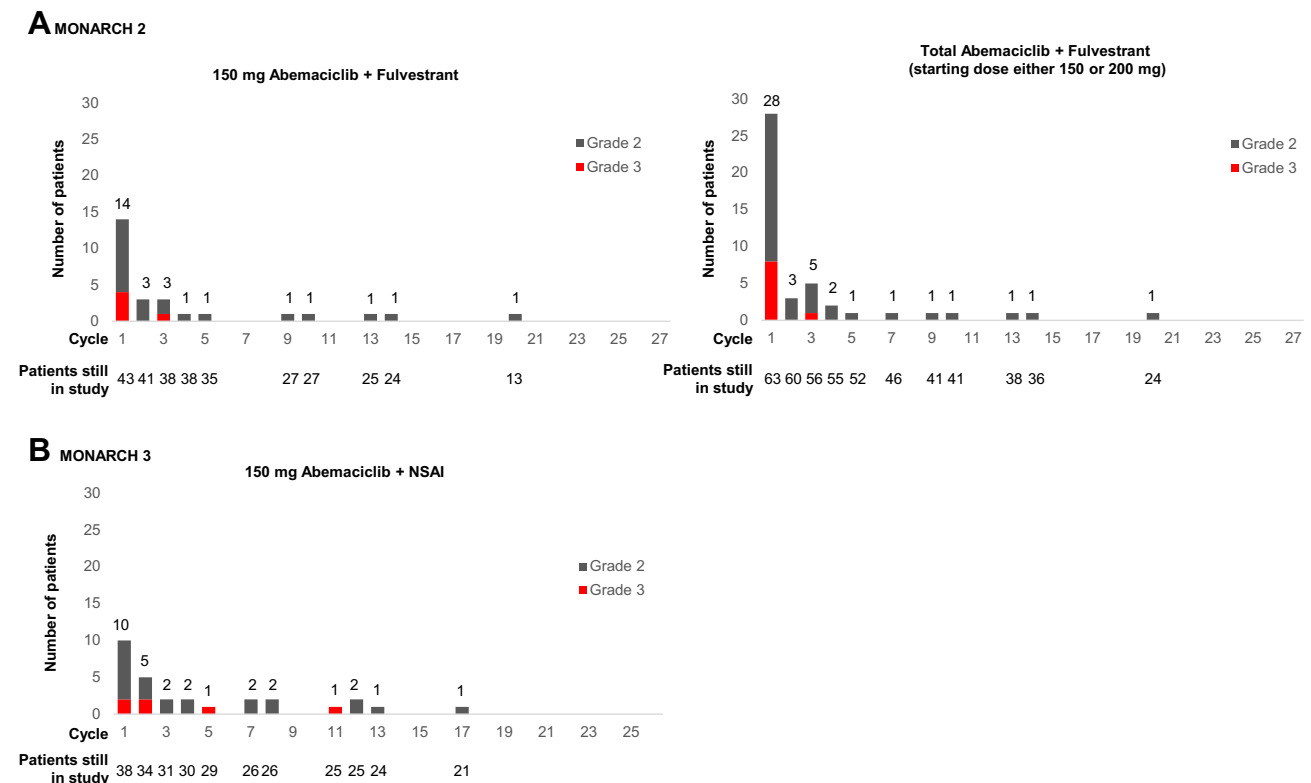 A MONARCH 2
150 mg Abemaciclib + Fulvestrant
30
25
20
15
10
5
0
Number of patients
Grade 2
Grade 3
14
3 3
1 1
1 1
1 1
1
Cycle 1 3 5 7 9 11 13 15 17 19 21 23 25 27
Patients still
in study
43 41 38 38 35 27 27 25 24 13
Total Abemaciclib + Fulvestrant
(starting dose either 150 or 200 mg)
30
25
20
15
10
5
0
Number of patients
Grade 2
Grade 3
28
3 5 2 1 1 1 1 1 1 1
Cycle 1 3 5 7 9 11 13 15 17 19 21 23 25 27
Patients still
in study
63 60 56 55 52 46 41 41 38 36 24
B MONARCH 3
150 mg Abemaciclib + NSAI
30
25
20
15
10
5
0
Number of patients
Grade 2
Grade 3
10
5
2 2 1 2 2 1 2 1 1
Cycle 1 3 5 7 9 11 13 15 17 19 21 23 25
Patients still
in study
38 34 31 30 29 26 26 25 25 24 21